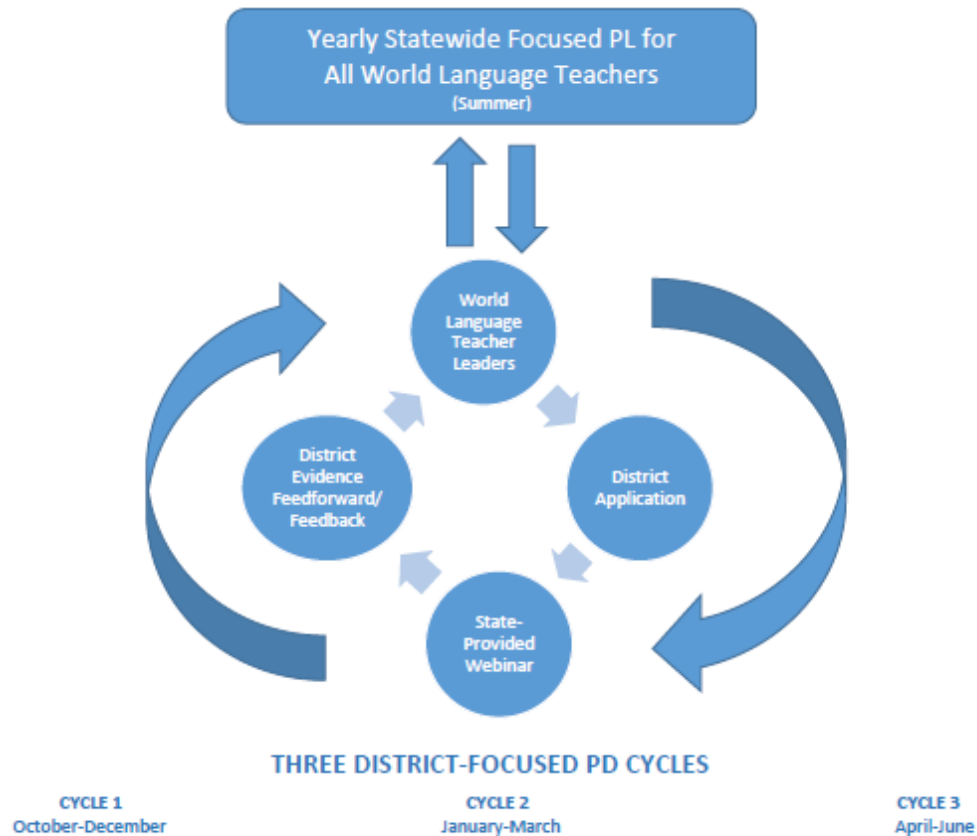 Yearly Statewide Focused PL for
All World Language Teachers
(Summer)
World
Language
Teacher
Leaders
District
Evidence
Feedforward/
Feedback
District
Application
State-
Provided
Webinar
THREE DISTRICT-FOCUSED PD CYCLES
CYCLE 1
October-December
CYCLE 2
January-March
CYCLE 3
April-June